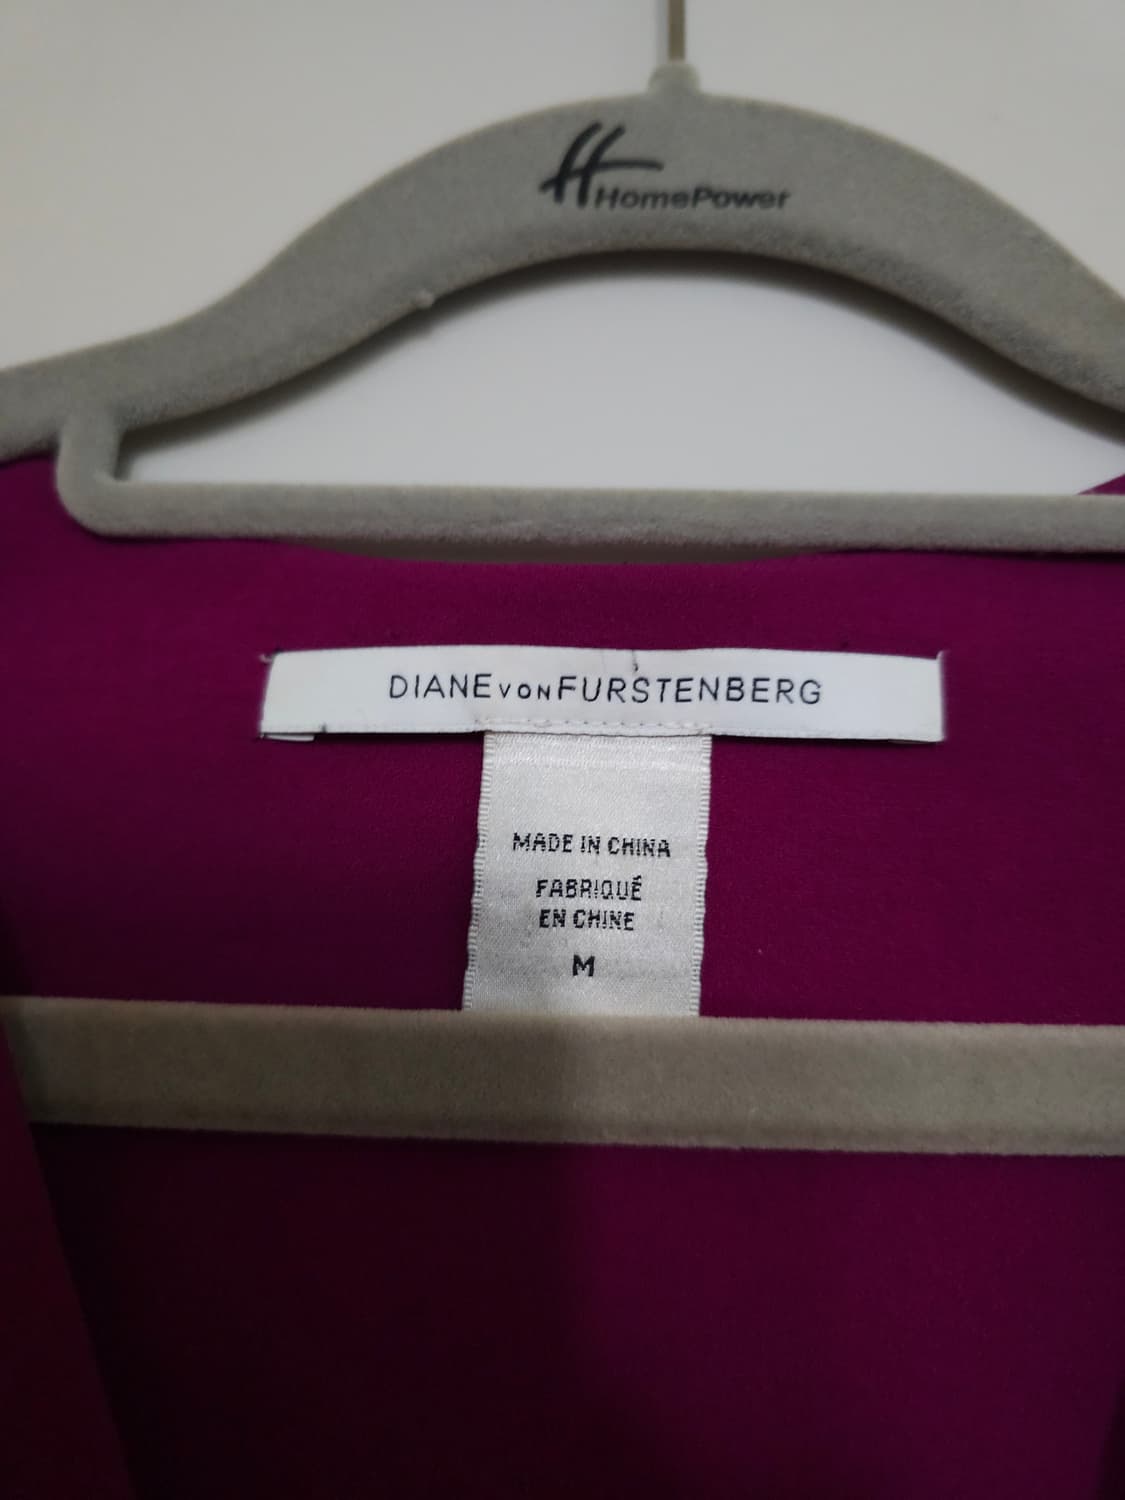 HomePower
DIANE VON FURSTENBERG
MADE IN CHINA
FABRIQUÉ
EN CHINE
M